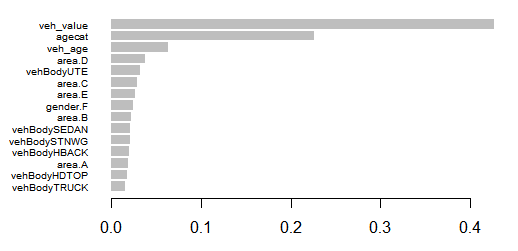 veh_value
agecat
veh_age
area.D
vehBodyUTE
area.C
area.E
gender.F
area.B
vehBodySEDAN
vehBodySTNWG
vehBodyHBACK
area.A
vehBodyHDTOP
vehBodyTRUCK
0.0 0.1 0.2 0.3 0.4